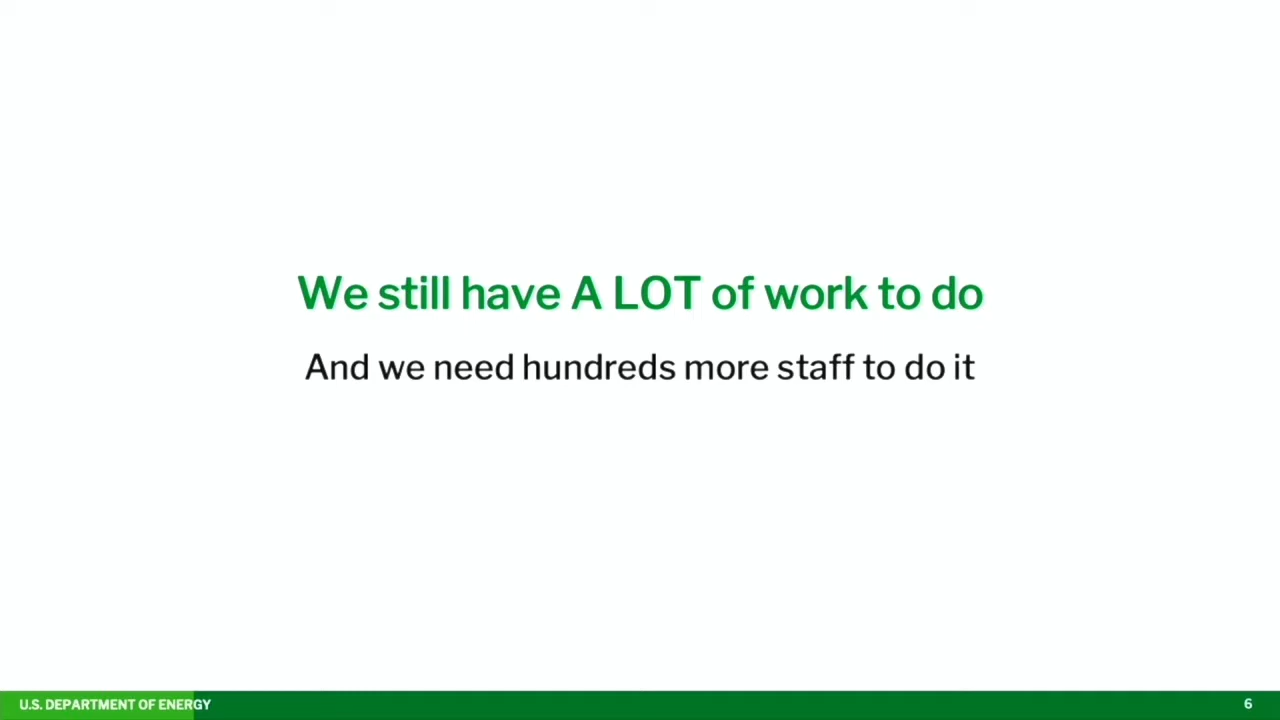 We still have A LOT of work to do
And we need hundreds more staff to do it
U.S. DEPARTMENT OF ENERGY
6